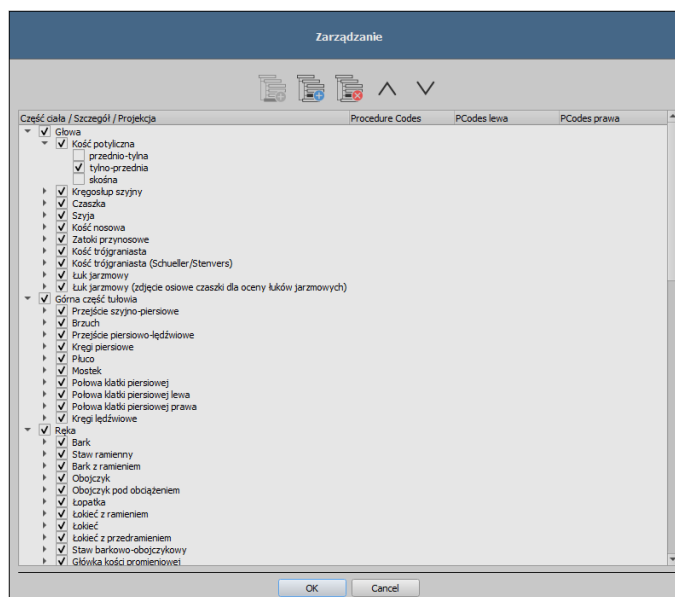 Zarządzanie
Część ciała / Szczegół / Projekcja Procedure Codes PCodes lewa PCodes prawa
Głowa
Kość potyliczna
przednio-tylna
tylno-przednia
skośna
Kręgosłup szyjny
Czaszka
Szyja
Kość nosowa
Zatoki przynosowe
Kość trójgraniasta
Kość trójgraniasta (Schueller/Stenvers)
Łuk jarzmowy
Łuk jarzmowy (zdjęcie osiowe czaszki dla oceny łuków jarzmowych)
Górna część tułowia
Przejście szyjno-piersiowe
Brzuch
Przejście piersiowo-lędźwiowe
Kręgi piersiowe
Płuco
Mostek
Połowa klatki piersiowej
Połowa klatki piersiowej lewa
Połowa klatki piersiowej prawa
Kręgi lędźwiowe
Ręka
Bark
Staw ramienny
Bark z ramieniem
Obojczyk
Obojczyk pod obciążeniem
Łopatka
Łokieć z ramieniem
Łokieć
Łokieć z przedramieniem
Staw barkowo-obojczykowy
Główka kości promieniowej
OK Cancel